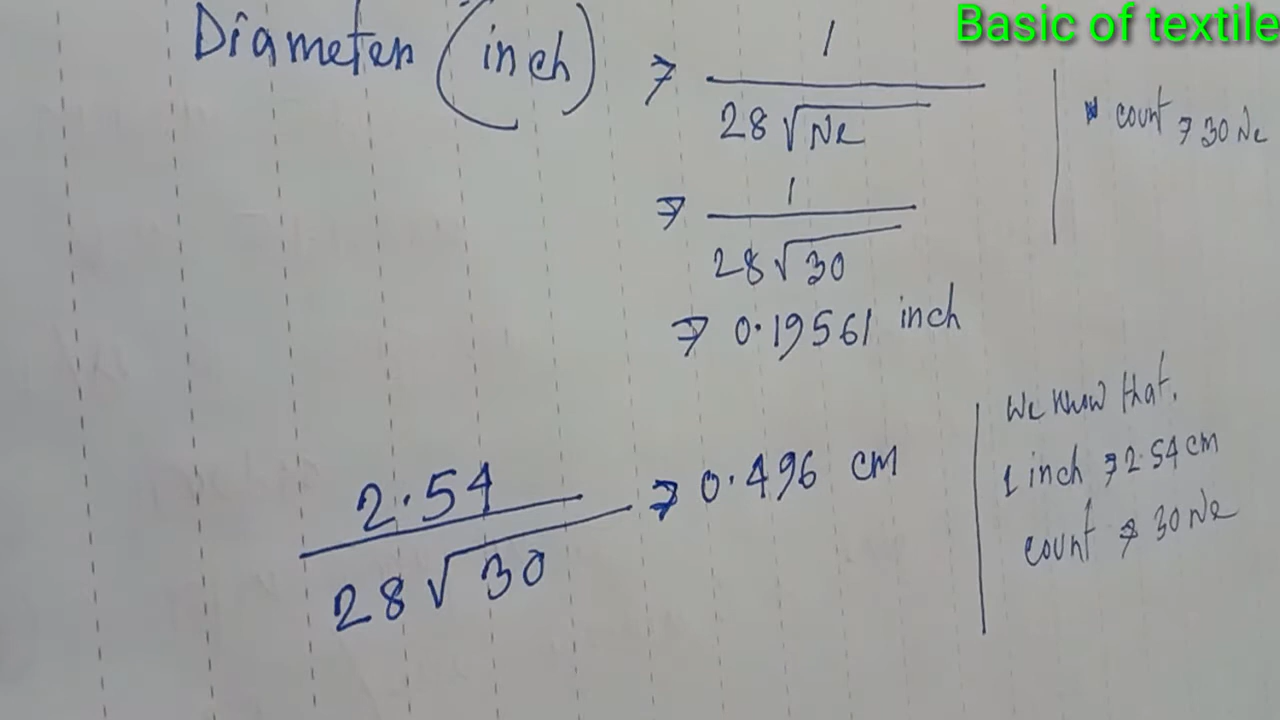 Basic of textile
Diameter (inch) ⇒ 1 / 28√Ne
count ⇒ 30 Ne
⇒ 1 / 28√30
⇒ 0.19561 inch
We know that,
1 inch ⇒ 2.54 cm
count ⇒ 30 Ne
2.54 / 28√30 ⇒ 0.496 cm